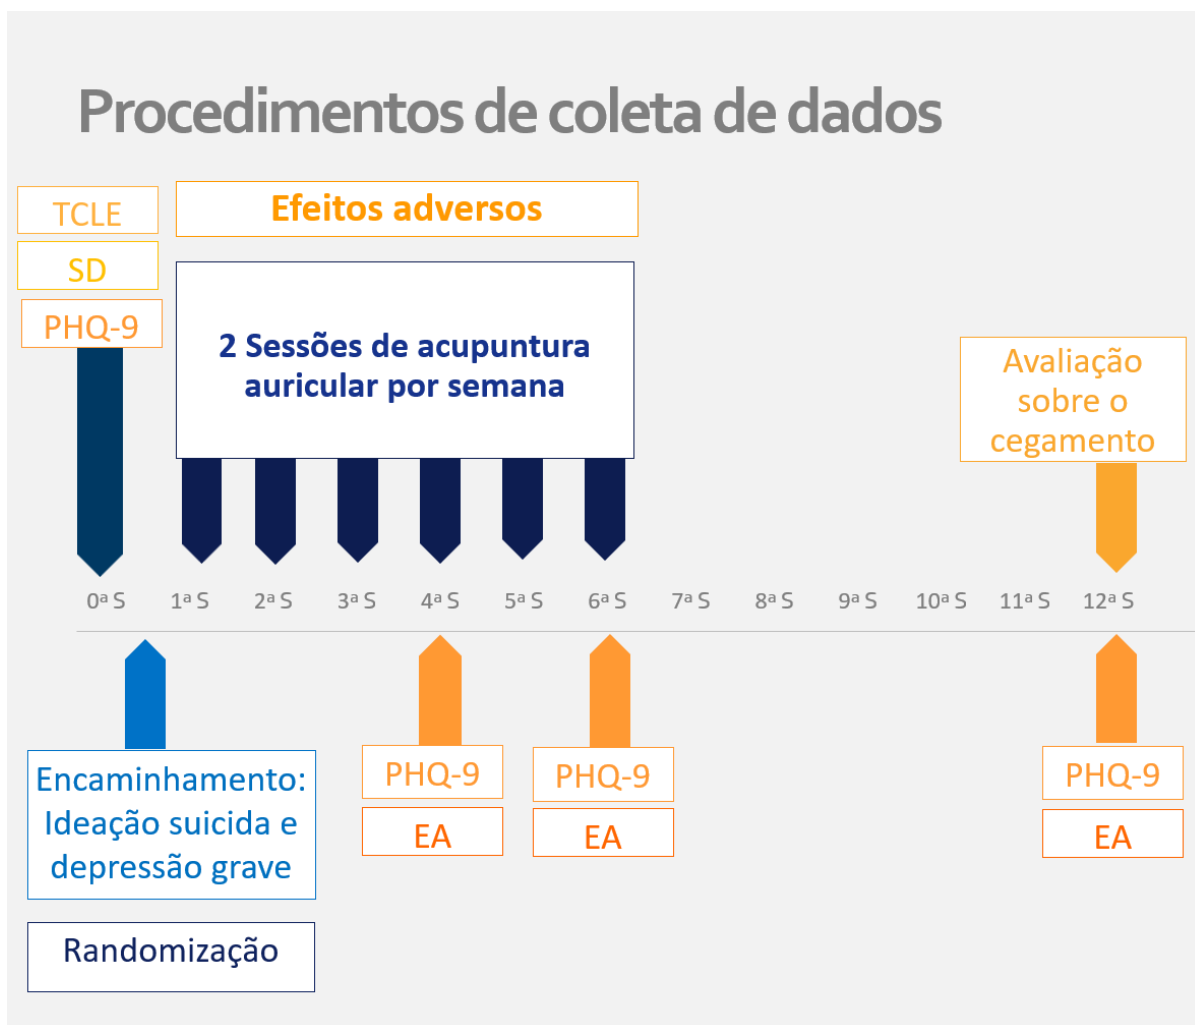 Procedimentos de coleta de dados
TCLE
SD
PHQ-9
Efeitos adversos
2 Sessões de acupuntura
auricular por semana
Avaliação
sobre o
cegamento
0ª S 1ª S 2ª S 3ª S 4ª S 5ª S 6ª S 7ª S 8ª S 9ª S 10ª S 11ª S 12ª S
Encaminhamento:
Ideação suicida e
depressão grave
Randomização
PHQ-9
EA
PHQ-9
EA
PHQ-9
EA